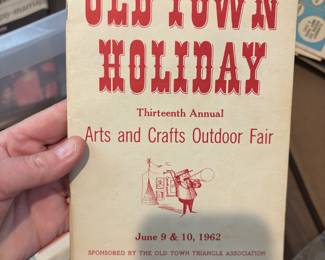 OLD TOWN
HOLIDAY
Thirteenth Annual
Arts and Crafts Outdoor Fair
June 9 & 10, 1962
SPONSORED BY THE OLD TOWN TRIANGLE ASSOCIATION